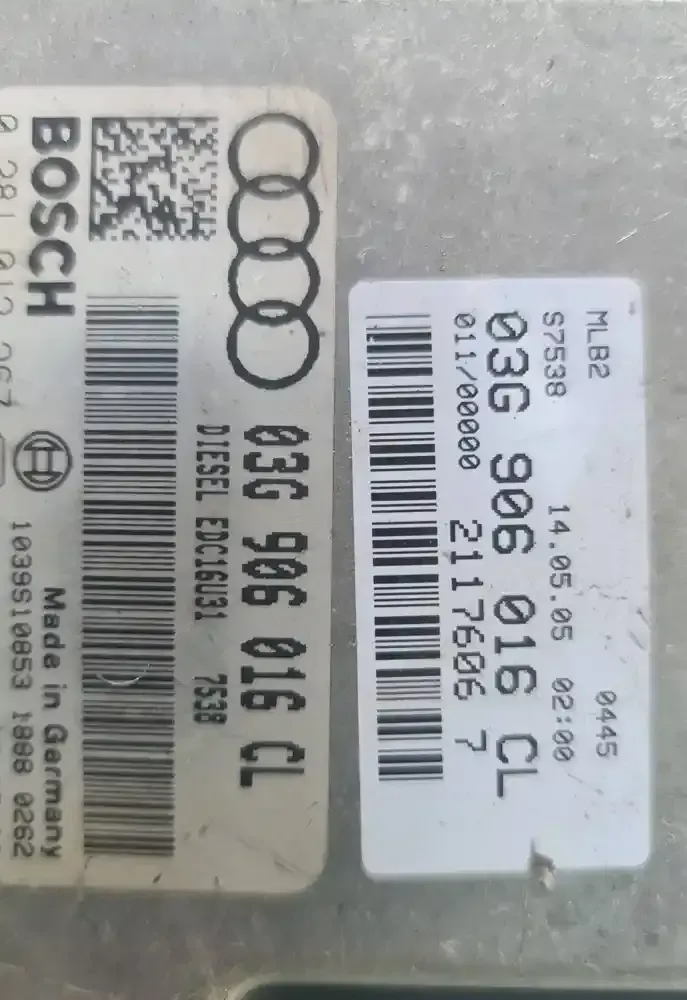 03G 906 016 CL
DIESEL EDC16U31 7538
BOSCH
1039S10853 1898 0262
Made in Germany
MLB2 0445
S7538 14.05.05 02:00
03G 906 016 CL
011/00000 2117606 7